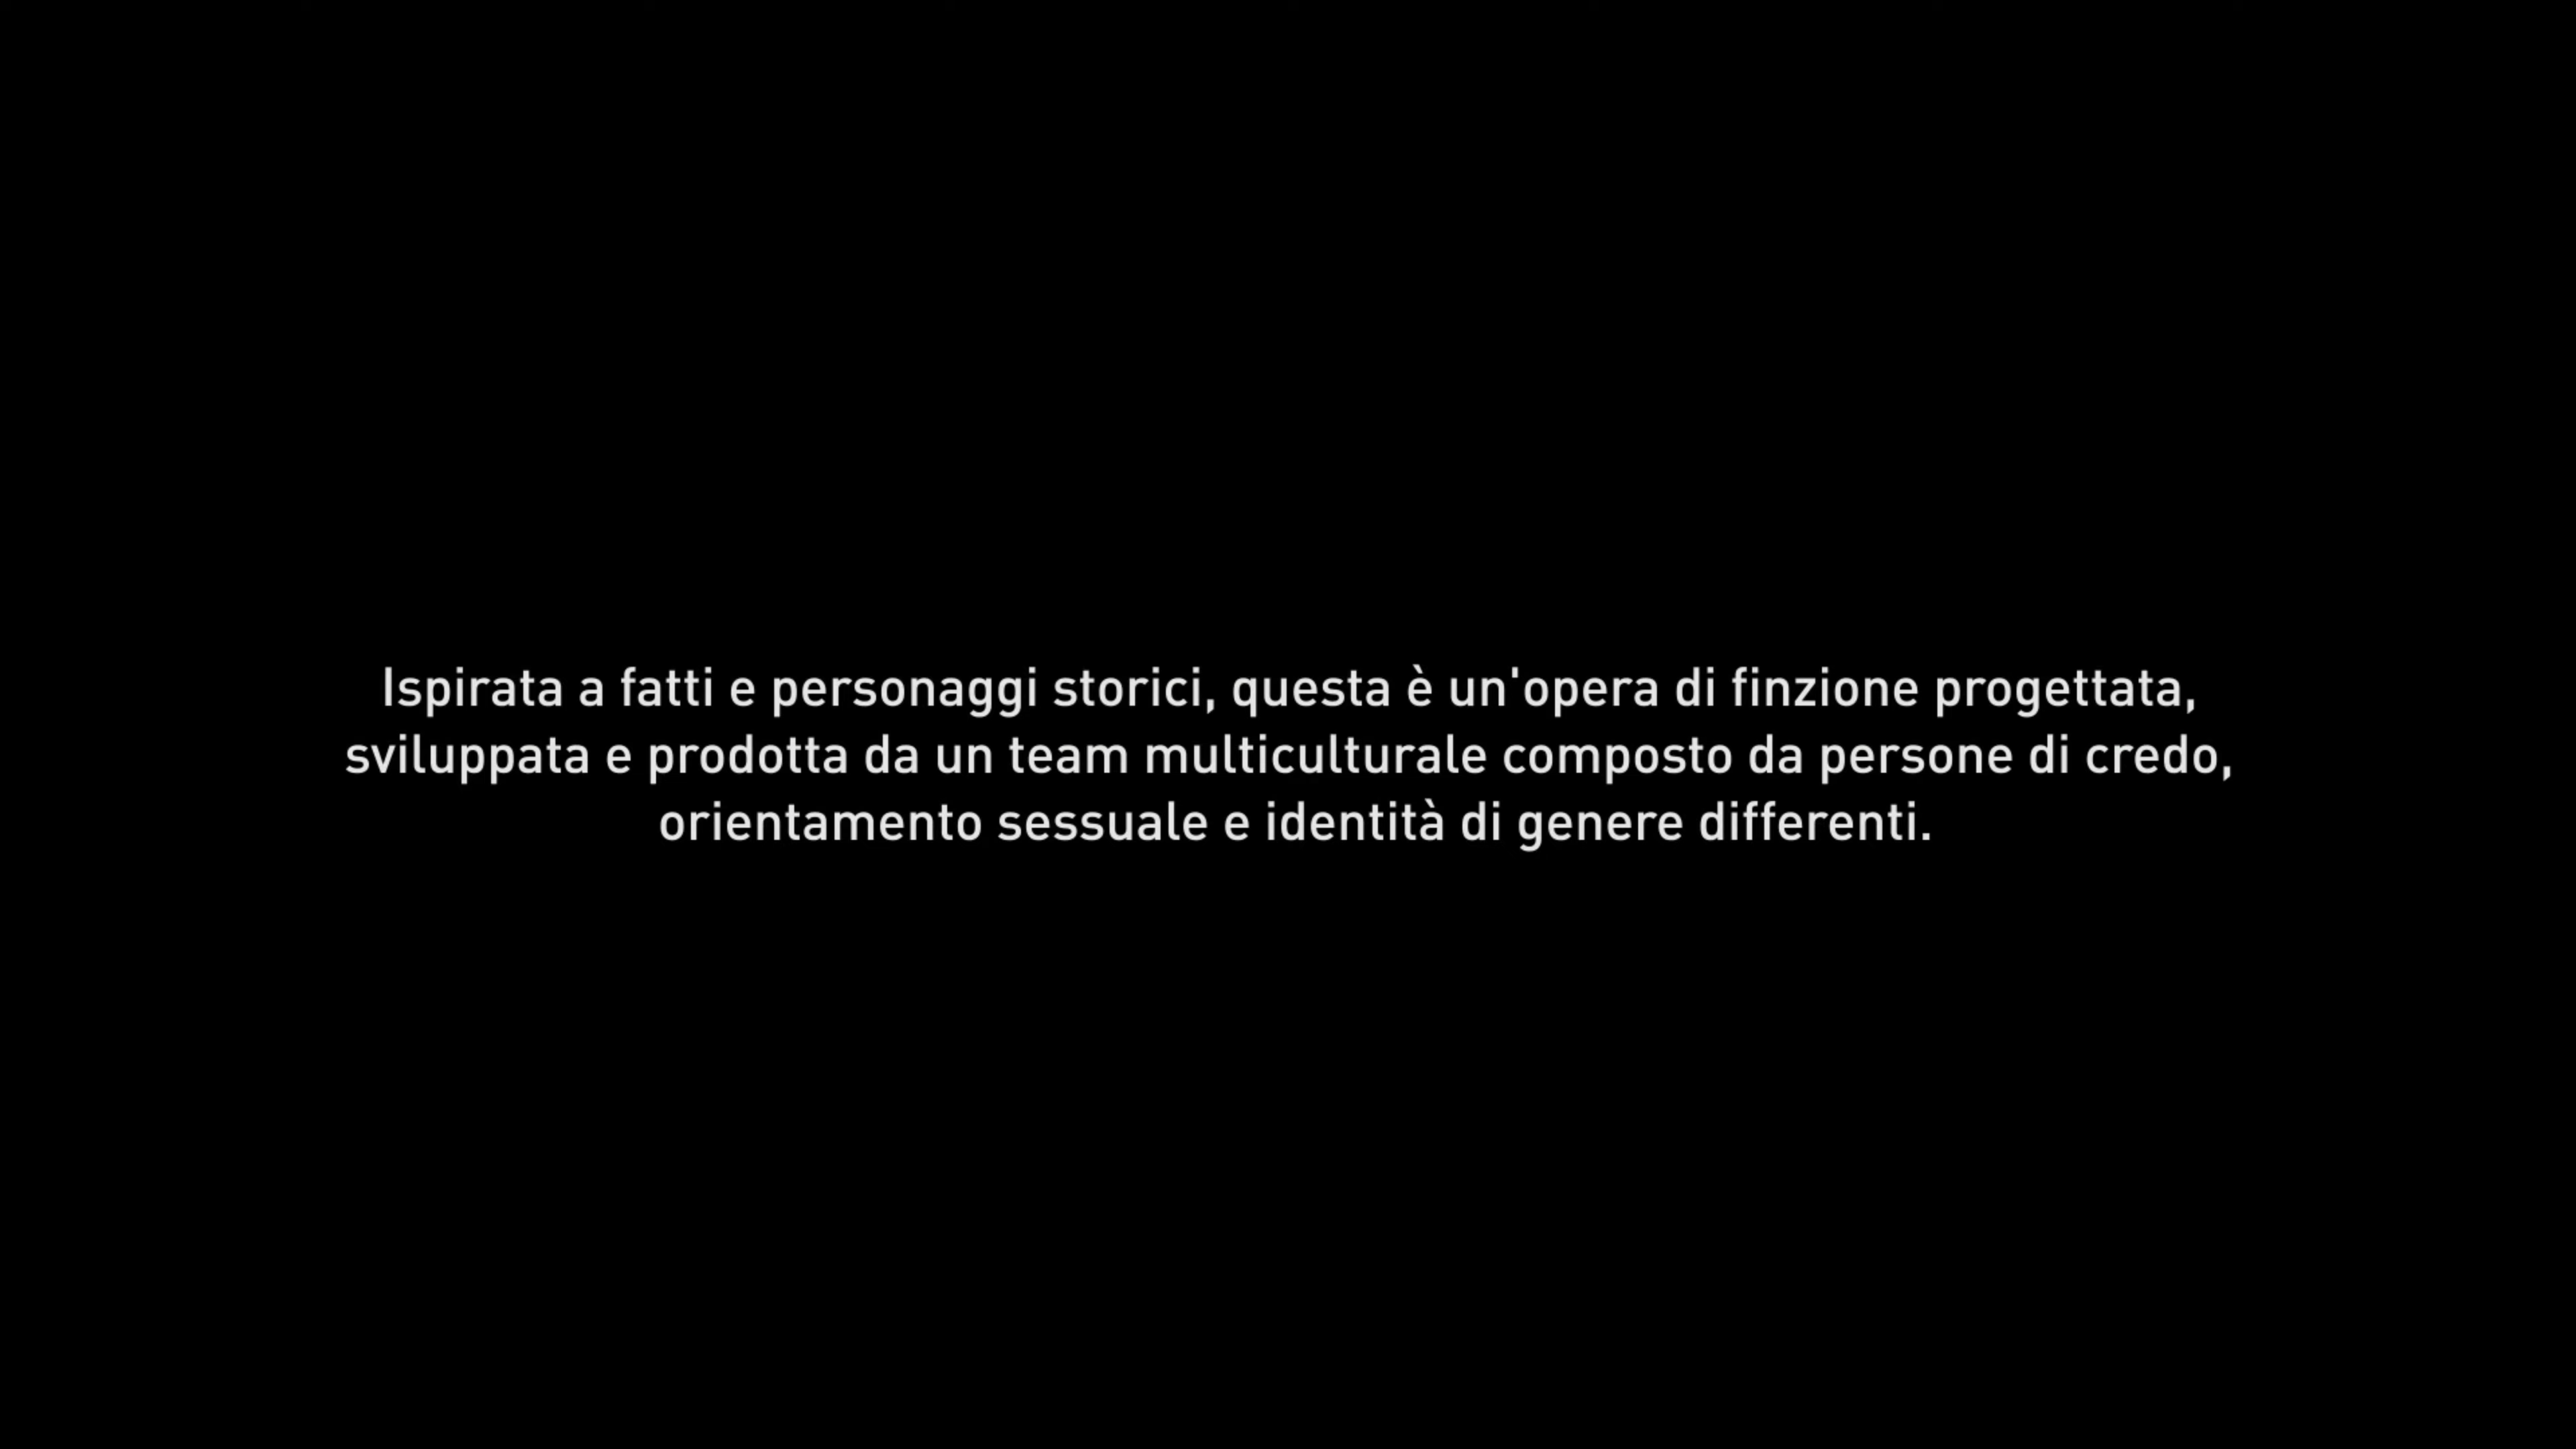 Ispirata a fatti e personaggi storici, questa è un'opera di finzione progettata,
sviluppata e prodotta da un team multiculturale composto da persone di credo,
orientamento sessuale e identità di genere differenti.